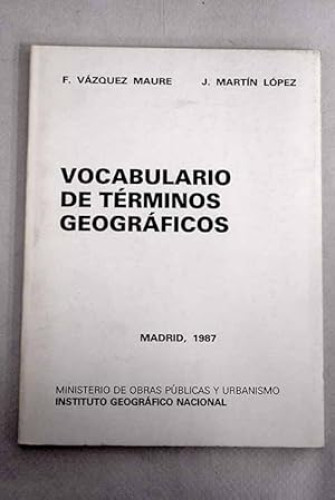 F. VÁZQUEZ MAURE J. MARTÍN LÓPEZ
VOCABULARIO
DE TÉRMINOS
GEOGRÁFICOS
MADRID, 1987
MINISTERIO DE OBRAS PÚBLICAS Y URBANISMO
INSTITUTO GEOGRÁFICO NACIONAL